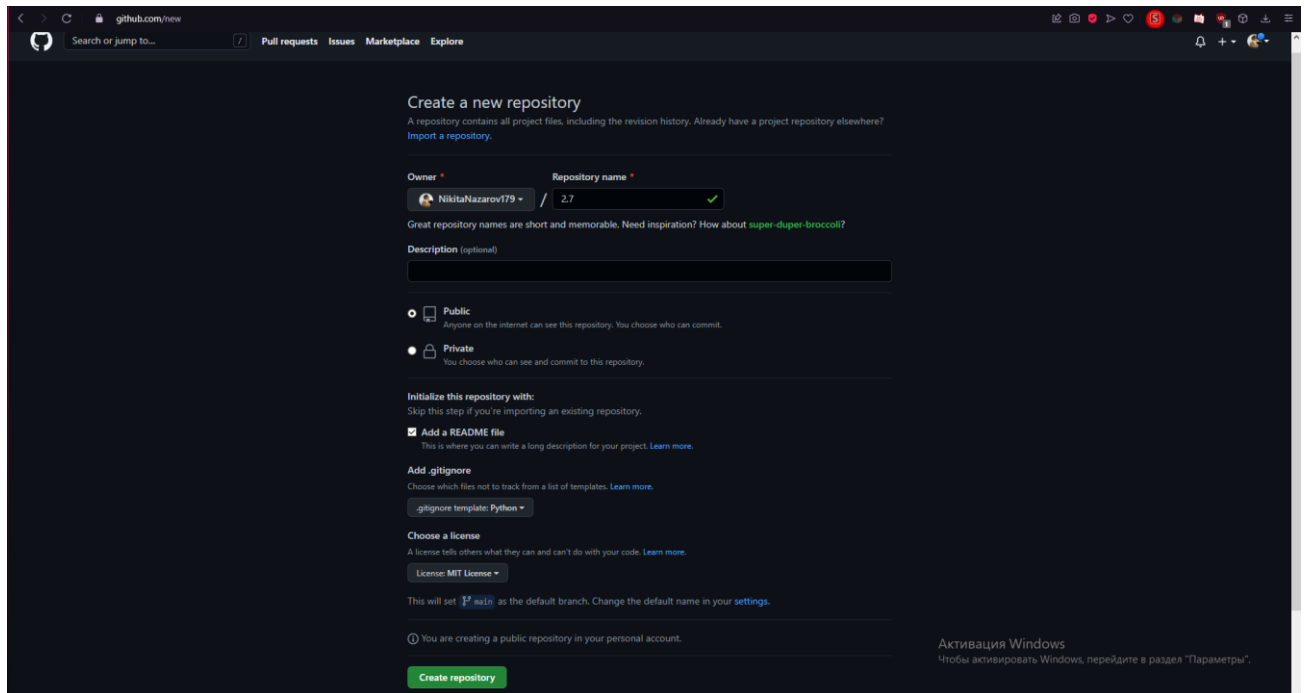 github.com/new
Search or jump to... /
Pull requests Issues Marketplace Explore
Create a new repository
A repository contains all project files, including the revision history. Already have a project repository elsewhere?
Import a repository.
Owner * Repository name *
NikitaNazarov179 / 2.7
Great repository names are short and memorable. Need inspiration? How about super-duper-broccoli?
Description (optional)
Public
Anyone on the internet can see this repository. You choose who can commit.
Private
You choose who can see and commit to this repository.
Initialize this repository with:
Skip this step if you're importing an existing repository.
Add a README file
This is where you can write a long description for your project. Learn more.
Add .gitignore
Choose which files not to track from a list of templates. Learn more.
.gitignore template: Python
Choose a license
A license tells others what they can and can't do with your code. Learn more.
License: MIT License
This will set main as the default branch. Change the default name in your settings.
You are creating a public repository in your personal account.
Create repository
Активация Windows
Чтобы активировать Windows, перейдите в раздел "Параметры".